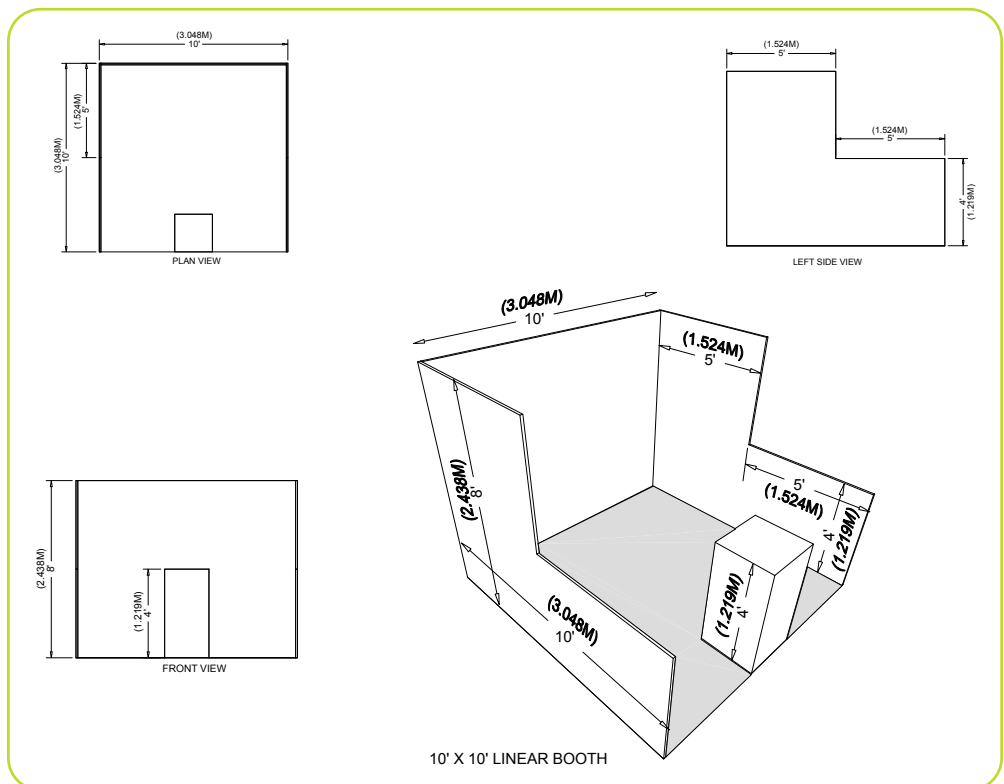 (3.048M)
10'
(1.524M)
5'
(3.048M)
10'
PLAN VIEW
(1.524M)
5'
(1.524M)
5'
4'
(1.219M)
LEFT SIDE VIEW
(3.048M)
10'
(1.524M)
5'
(2.438M)
8'
5'
(1.524M)
4'
(1.219M)
(1.219M)
4'
(3.048M)
10'
(2.438M)
8'
(1.219M)
4'
FRONT VIEW
10' X 10' LINEAR BOOTH